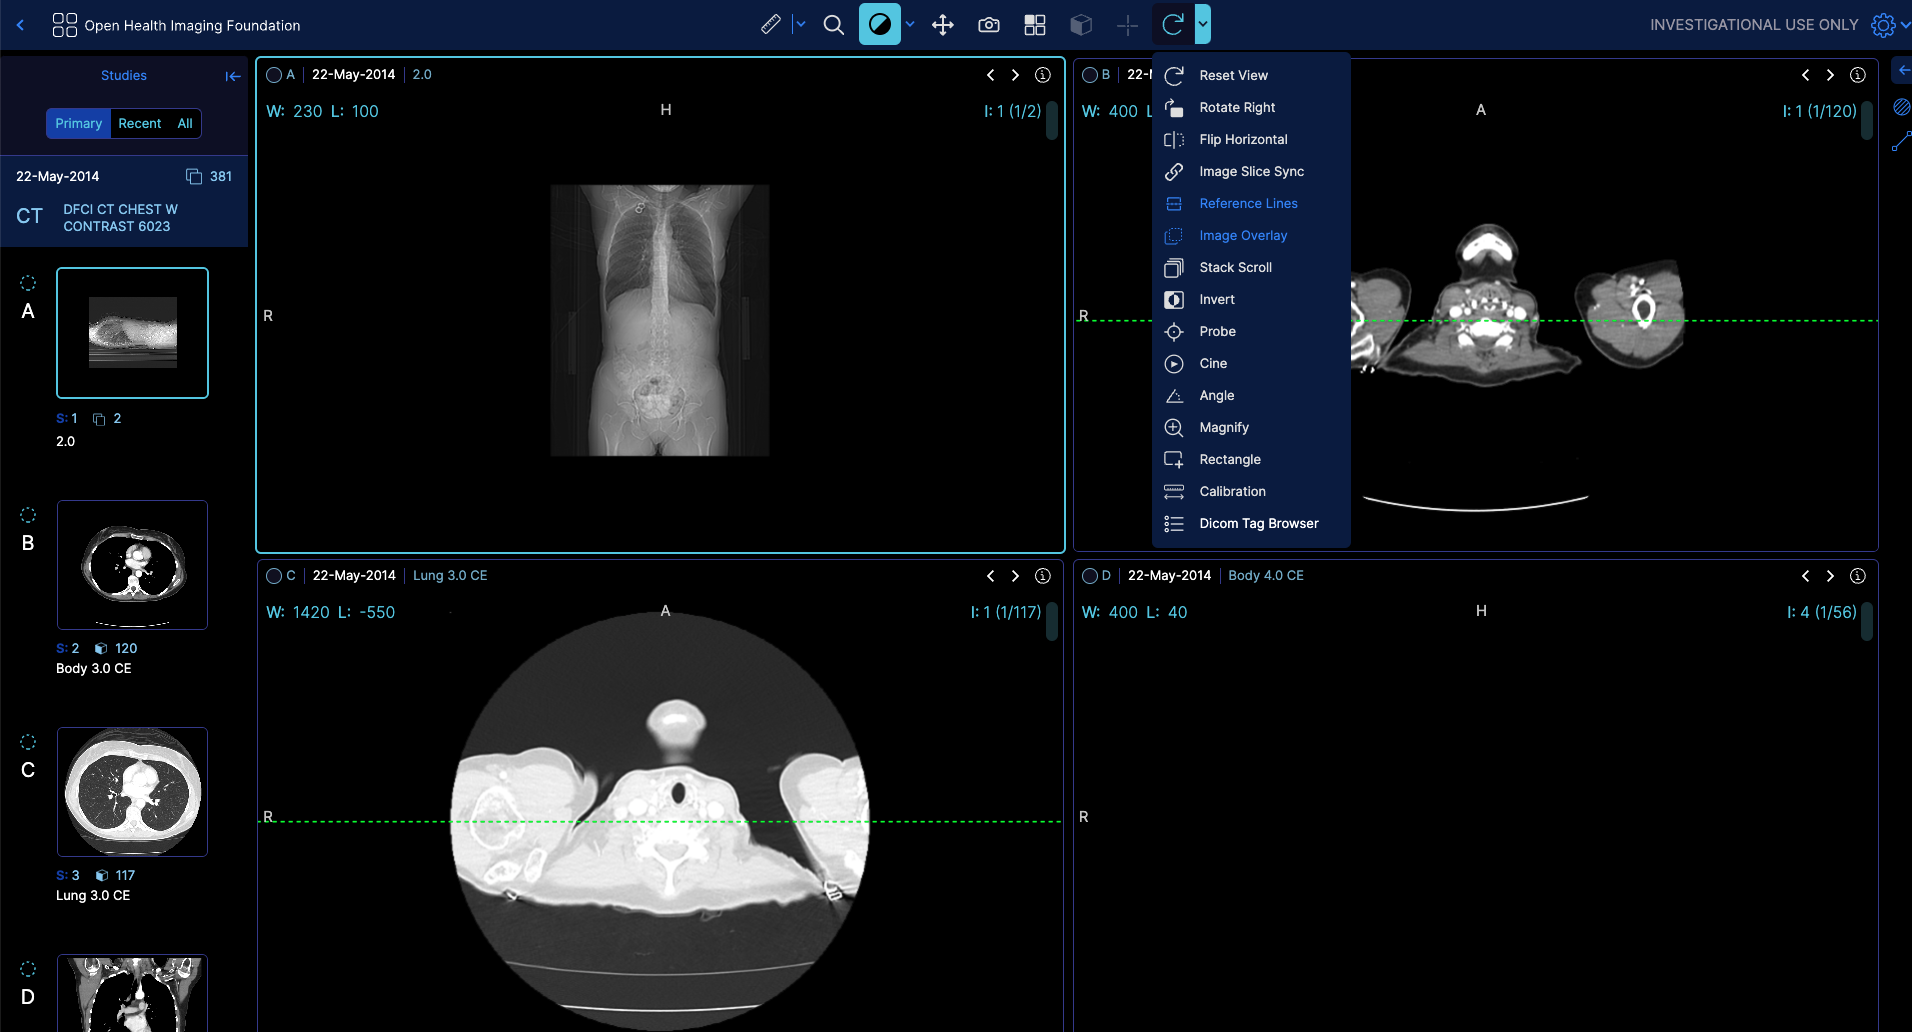 Open Health Imaging Foundation
INVESTIGATIONAL USE ONLY
Studies
Primary Recent All
22-May-2014 381
CT DFCI CT CHEST W
CONTRAST 6023
A
S: 1 2
2.0
B
S: 2 120
Body 3.0 CE
C
S: 3 117
Lung 3.0 CE
D
A 22-May-2014 2.0
W: 230 L: 100 H I: 1 (1/2)
R
Reset View
Rotate Right
Flip Horizontal
Image Slice Sync
Reference Lines
Image Overlay
Stack Scroll
Invert
Probe
Cine
Angle
Magnify
Rectangle
Calibration
Dicom Tag Browser
B
W: 400 A I: 1 (1/120)
R
C 22-May-2014 Lung 3.0 CE
W: 1420 L: -550 A I: 1 (1/117)
R
D 22-May-2014 Body 4.0 CE
W: 400 L: 40 H I: 4 (1/56)
R